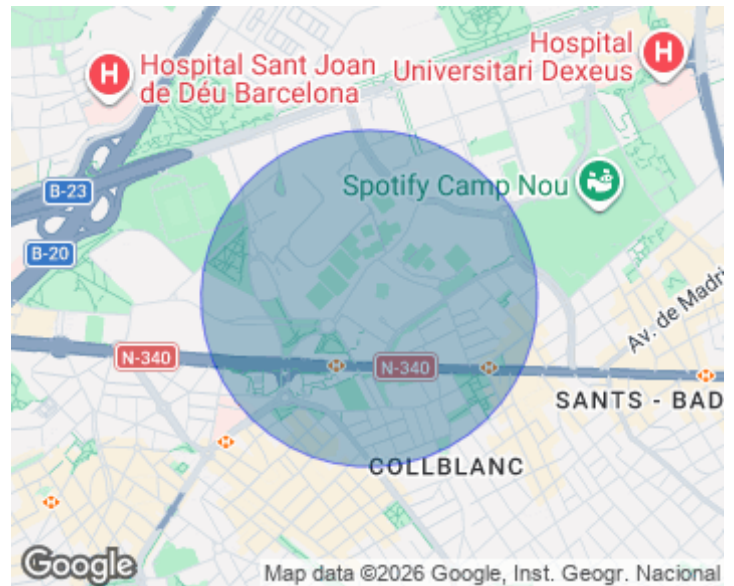 Hospital Sant Joan
de Déu Barcelona
Hospital
Universitari Dexeus
H
H
B-23
Spotify Camp Nou
B-20
Av. de Madri
N-340
N-340
SANTS - BAD
COLLBLANC
Google
Map data ©2026 Google, Inst. Geogr. Nacional